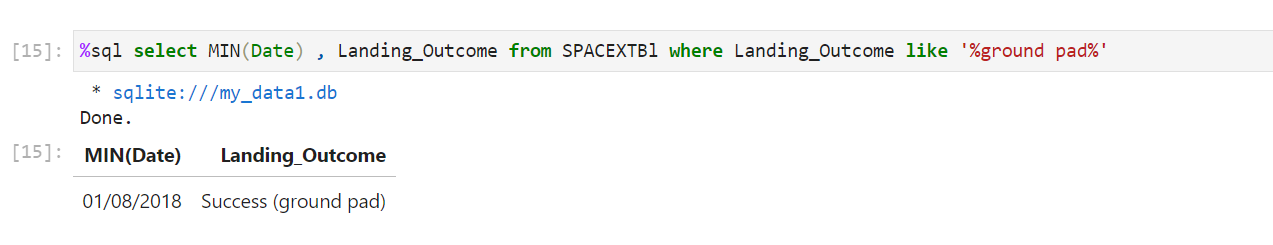 [15]: %sql select MIN(Date) , Landing_Outcome from SPACEXTBl where Landing_Outcome like '%ground pad%'
* sqlite:///my_data1.db
Done.
[15]: MIN(Date) Landing_Outcome
01/08/2018 Success (ground pad)